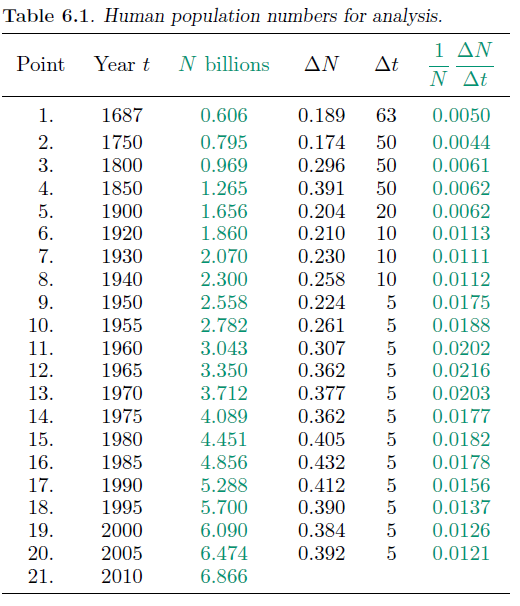 Table 6.1. Human population numbers for analysis.
Point Year t N billions ΔN Δt 1/N ΔN/Δt
1. 1687 0.606 0.189 63 0.0050
2. 1750 0.795 0.174 50 0.0044
3. 1800 0.969 0.296 50 0.0061
4. 1850 1.265 0.391 50 0.0062
5. 1900 1.656 0.204 20 0.0062
6. 1920 1.860 0.210 10 0.0113
7. 1930 2.070 0.230 10 0.0111
8. 1940 2.300 0.258 10 0.0112
9. 1950 2.558 0.224 5 0.0175
10. 1955 2.782 0.261 5 0.0188
11. 1960 3.043 0.307 5 0.0202
12. 1965 3.350 0.362 5 0.0216
13. 1970 3.712 0.377 5 0.0203
14. 1975 4.089 0.362 5 0.0177
15. 1980 4.451 0.405 5 0.0182
16. 1985 4.856 0.432 5 0.0178
17. 1990 5.288 0.412 5 0.0156
18. 1995 5.700 0.390 5 0.0137
19. 2000 6.090 0.384 5 0.0126
20. 2005 6.474 0.392 5 0.0121
21. 2010 6.866